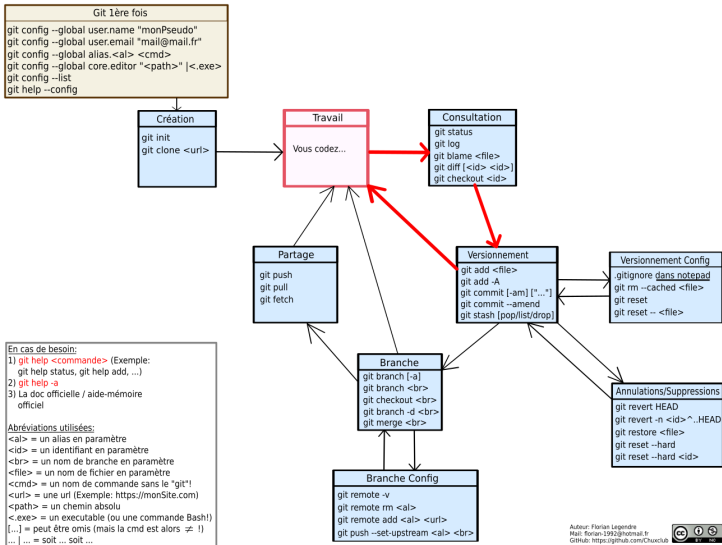 Git 1ère fois
git config --global user.name "monPseudo"
git config --global user.email "mail@mail.fr"
git config --global alias.<al> <cmd>
git config --global core.editor "<path>" |<.exe>
git config --list
git help --config
Création
git init
git clone <url>
Travail
Vous codez...
Consultation
git status
git log
git blame <file>
git diff [<id> <id>]
git checkout <id>
Partage
git push
git pull
git fetch
Versionnement
git add <file>
git add -A
git commit [-am] ["..."]
git commit --amend
git stash [pop/list/drop]
Versionnement Config
.gitignore dans notepad
git rm --cached <file>
git reset
git reset -- <file>
Branche
git branch [-a]
git branch <br>
git checkout <br>
git branch -d <br>
git merge <br>
Annulations/Suppressions
git revert HEAD
git revert -n <id>^..HEAD
git restore <file>
git reset --hard
git reset --hard <id>
Branche Config
git remote -v
git remote rm <al>
git remote add <al> <url>
git push --set-upstream <al> <br>
En cas de besoin:
1) git help <commande> (Exemple:
git help status, git help add, ...)
2) git help -a
3) La doc officielle / aide-mémoire
officiel
Abréviations utilisées:
<al> = un alias en paramètre
<id> = un identifiant en paramètre
<br> = un nom de branche en paramètre
<file> = un nom de fichier en paramètre
<cmd> = un nom de commande sans le "git"!
<url> = une url (Exemple: https://monSite.com)
<path> = un chemin absolu
<.exe> = un executable (ou une commande Bash!)
[...] = peut être omis (mais la cmd est alors ≠ !)
... | ... = soit ... soit ...
Auteur: Florian Legendre
Mail: florian-1992@hotmail.fr
GitHub: https://github.com/Chuxclub
cc
BY NC